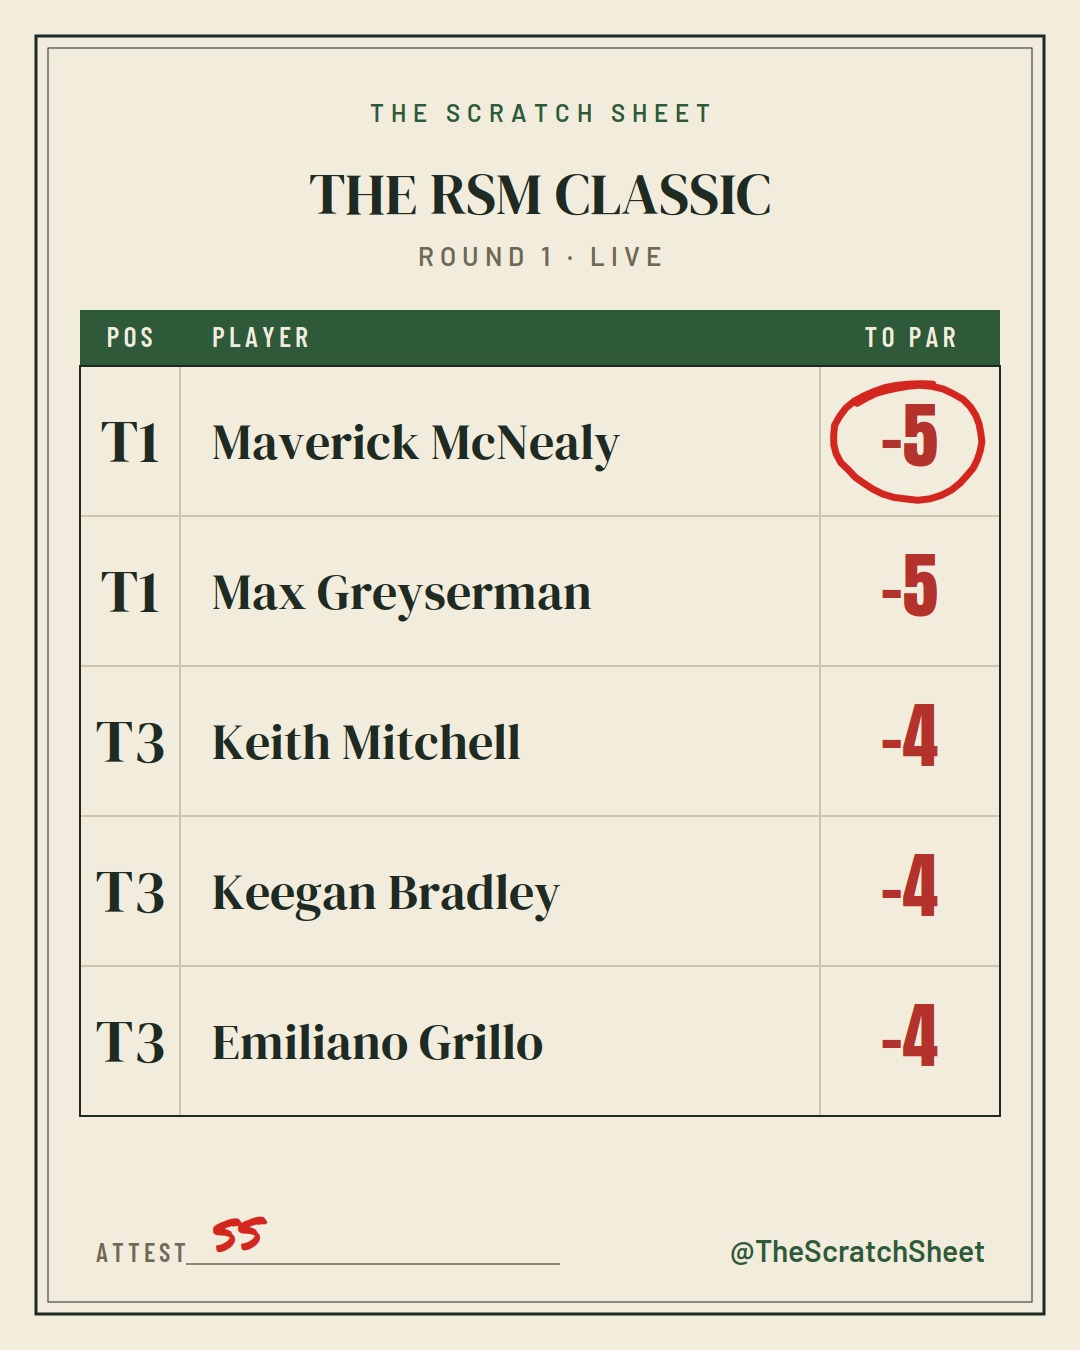 THE SCRATCH SHEET
THE RSM CLASSIC
ROUND 1 · LIVE
POS PLAYER TO PAR
T1 Maverick McNealy -5
T1 Max Greyserman -5
T3 Keith Mitchell -4
T3 Keegan Bradley -4
T3 Emiliano Grillo -4
ATTEST SS @TheScratchSheet